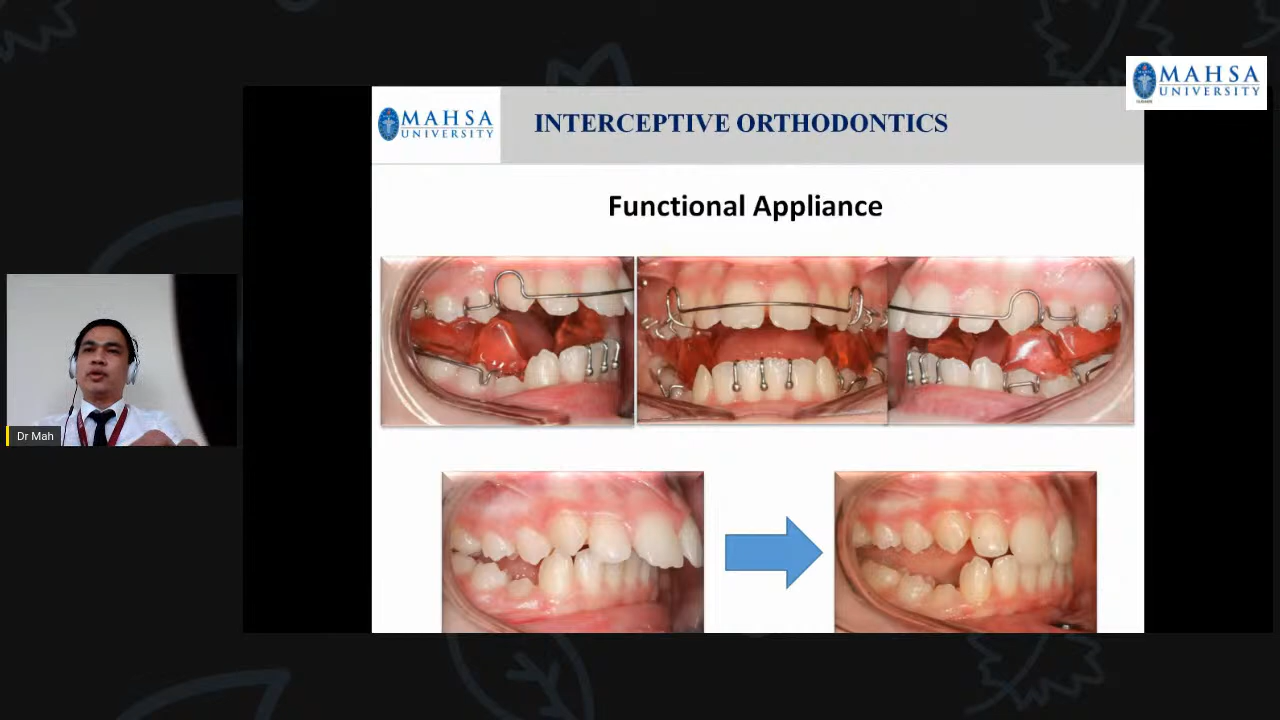 MAHSA
UNIVERSITY
MAHSA
UNIVERSITY
INTERCEPTIVE ORTHODONTICS
Functional Appliance
Dr Mah